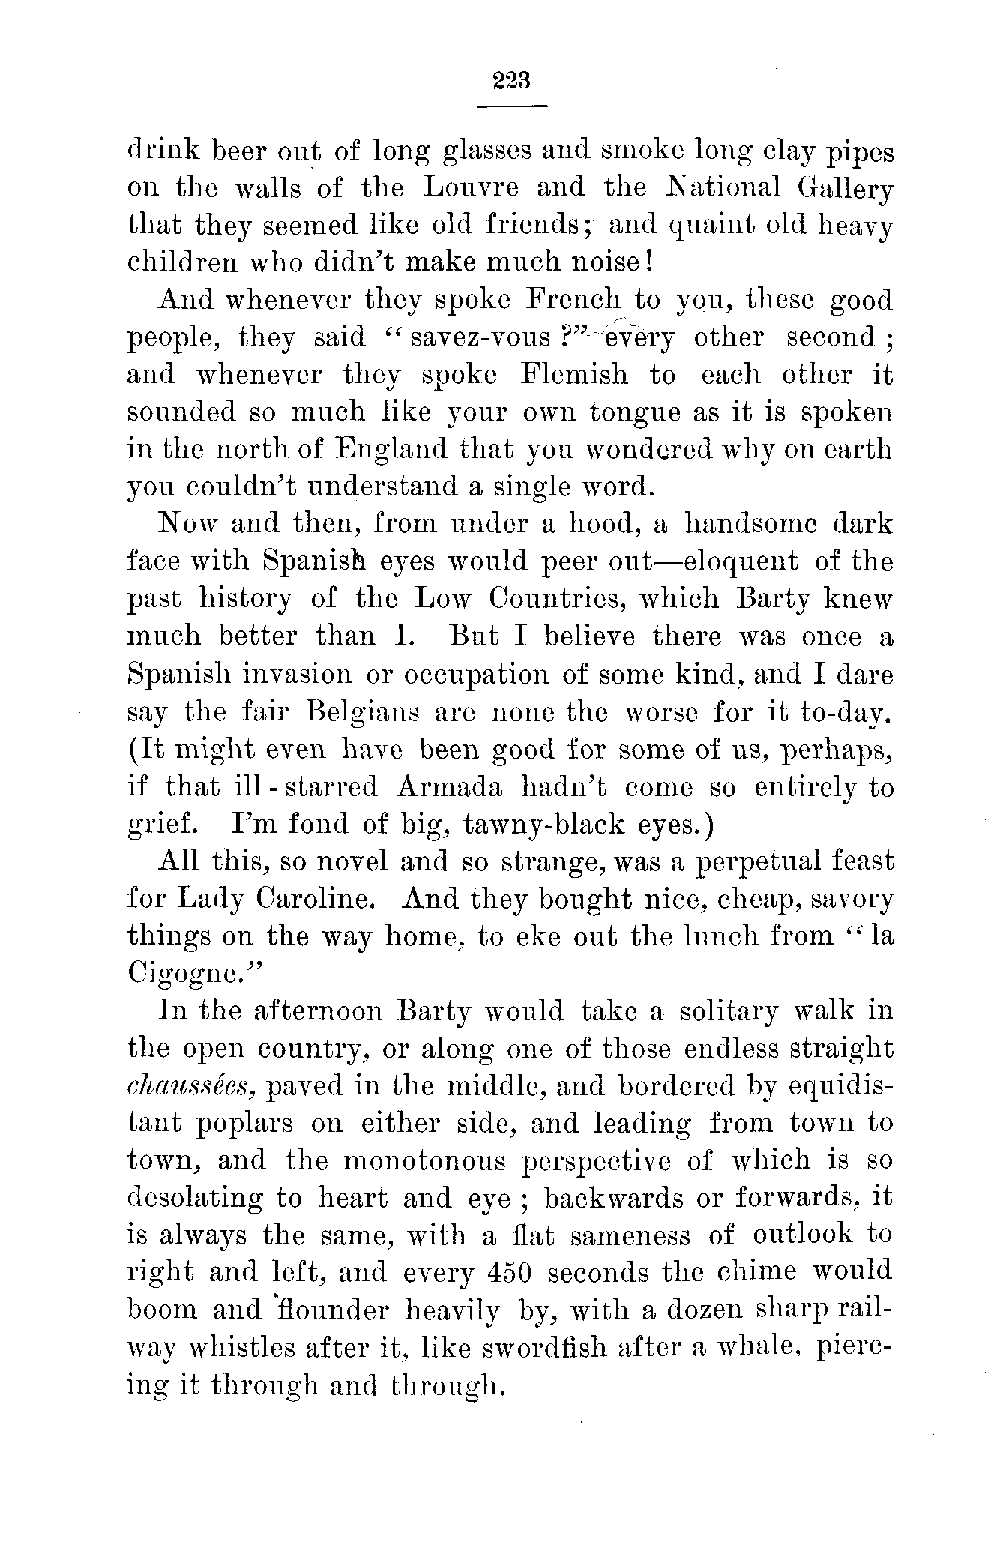 223
drink beer out of long glasses and smoke long clay pipes
on the walls of the Louvre and the National Gallery
that they seemed like old friends; and quaint old heavy
children who didn't make much noise!
And whenever they spoke French to you, these good
people, they said “savez-vous?” every other second;
and whenever they spoke Flemish to each other it
sounded so much like your own tongue as it is spoken
in the north of England that you wondered why on earth
you couldn't understand a single word.
Now and then, from under a hood, a handsome dark
face with Spanish eyes would peer out—eloquent of the
past history of the Low Countries, which Barty knew
much better than I. But I believe there was once a
Spanish invasion or occupation of some kind, and I dare
say the fair Belgians are none the worse for it to-day.
(It might even have been good for some of us, perhaps,
if that ill-starred Armada hadn't come so entirely to
grief. I'm fond of big, tawny-black eyes.)
All this, so novel and so strange, was a perpetual feast
for Lady Caroline. And they bought nice, cheap, savory
things on the way home, to eke out the lunch from “la
Cigogne.”
In the afternoon Barty would take a solitary walk in
the open country, or along one of those endless straight
chaussées, paved in the middle, and bordered by equidis-
tant poplars on either side, and leading from town to
town, and the monotonous perspective of which is so
desolating to heart and eye; backwards or forwards, it
is always the same, with a flat sameness of outlook to
right and left, and every 450 seconds the chime would
boom and flounder heavily by, with a dozen sharp rail-
way whistles after it, like swordfish after a whale, pierc-
ing it through and through.